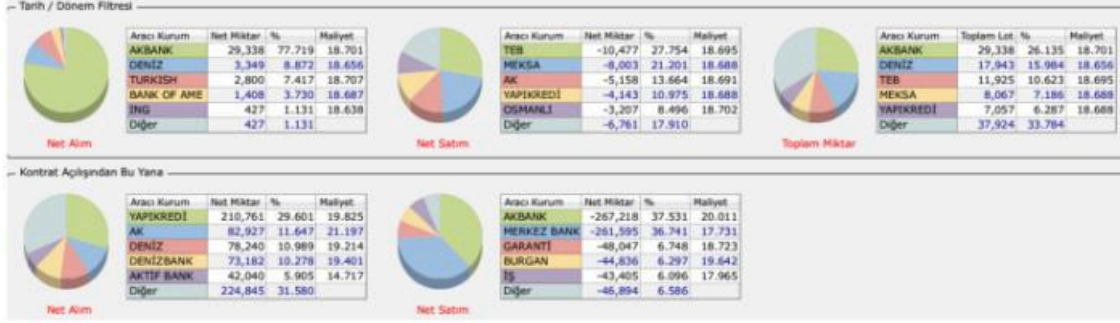 Tarih / Dönem Filtresi
Aracı Kurum Net Miktar % Maliyet
AKBANK 29,338 77.719 18.701
DENİZ 3,349 8.872 18.656
TURKISH 2,800 7.417 18.707
BANK OF AME 1,408 3.730 18.687
ING 427 1.131 18.638
Diğer 427 1.131
Net Alım
Aracı Kurum Net Miktar % Maliyet
TEB -10,477 27.754 18.695
MEKSA -8,003 21.201 18.688
AK -5,158 13.664 18.691
YAPIKREDİ -4,143 10.975 18.688
OSMANLI -3,207 8.496 18.702
Diğer -6,761 17.910
Net Satım
Aracı Kurum Toplam Lot % Maliyet
AKBANK 29,338 26.135 18.701
DENİZ 17,943 15.984 18.656
TEB 11,925 10.623 18.695
MEKSA 8,067 7.186 18.688
YAPIKREDİ 7,057 6.287 18.688
Diğer 37,924 33.784
Toplam Miktar
Kontrat Açılışından Bu Yana
Aracı Kurum Net Miktar % Maliyet
YAPIKREDİ 210,761 29.601 19.825
AK 82,927 11.647 21.197
DENİZ 78,240 10.989 19.214
DENİZBANK 73,182 10.278 19.401
AKTİF BANK 42,040 5.905 14.717
Diğer 224,845 31.580
Net Alım
Aracı Kurum Net Miktar % Maliyet
AKBANK -267,218 37.531 20.011
MERKEZ BANK -261,595 36.741 17.731
GARANTİ -48,047 6.748 18.723
BURGAN -44,836 6.297 19.642
İŞ -43,405 6.096 17.965
Diğer -46,894 6.586
Net Satım